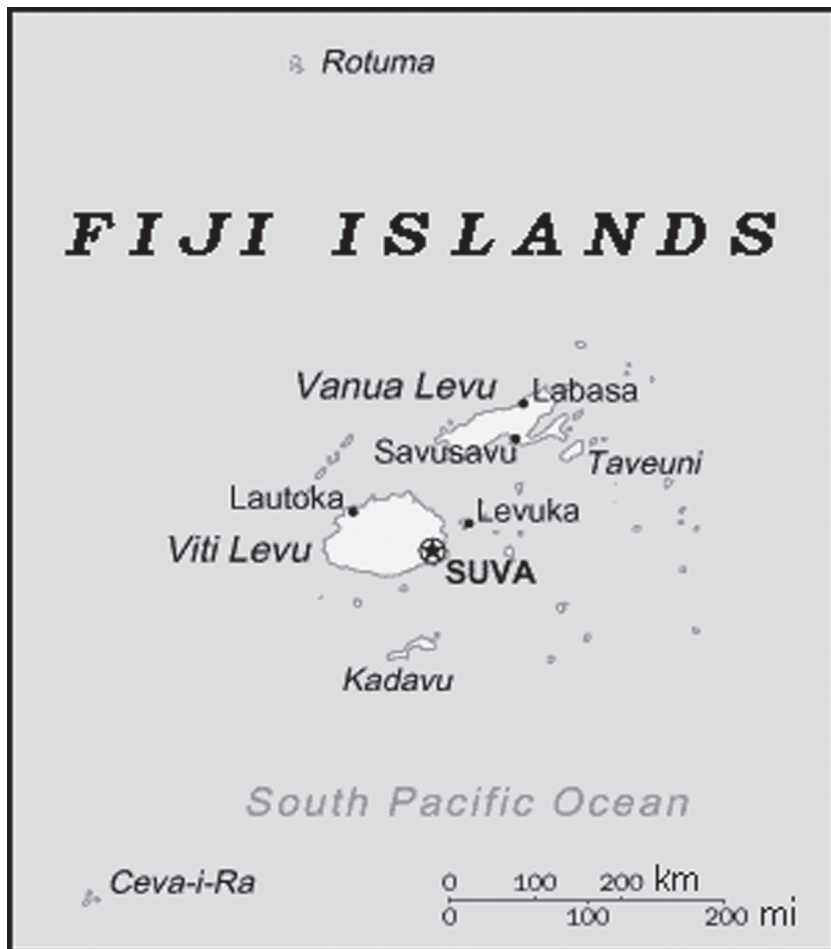 Rotuma
FIJI ISLANDS
Vanua Levu
Labasa
Savusavu
Taveuni
Lautoka
Levuka
Viti Levu
SUVA
Kadavu
South Pacific Ocean
Ceva-i-Ra
0 100 200 km
0 100 200 mi